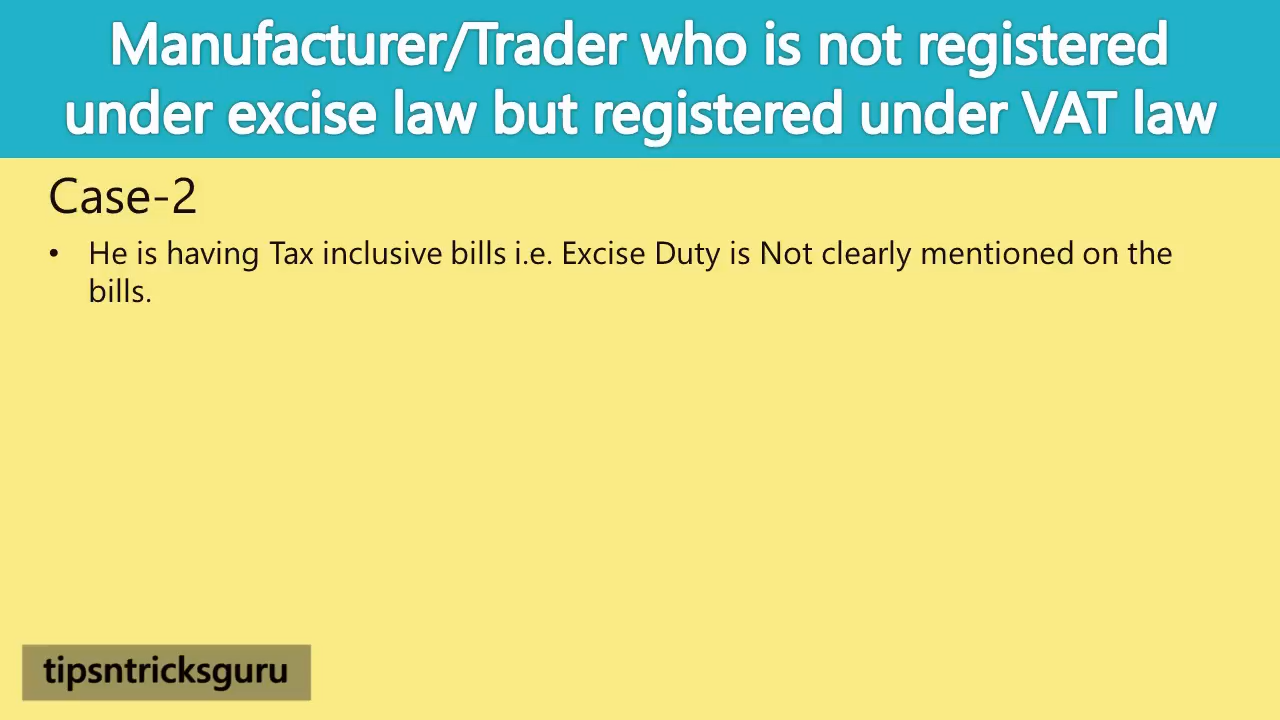 Manufacturer/Trader who is not registered
under excise law but registered under VAT law
Case-2
• He is having Tax inclusive bills i.e. Excise Duty is Not clearly mentioned on the
bills.
tipsntricksguru